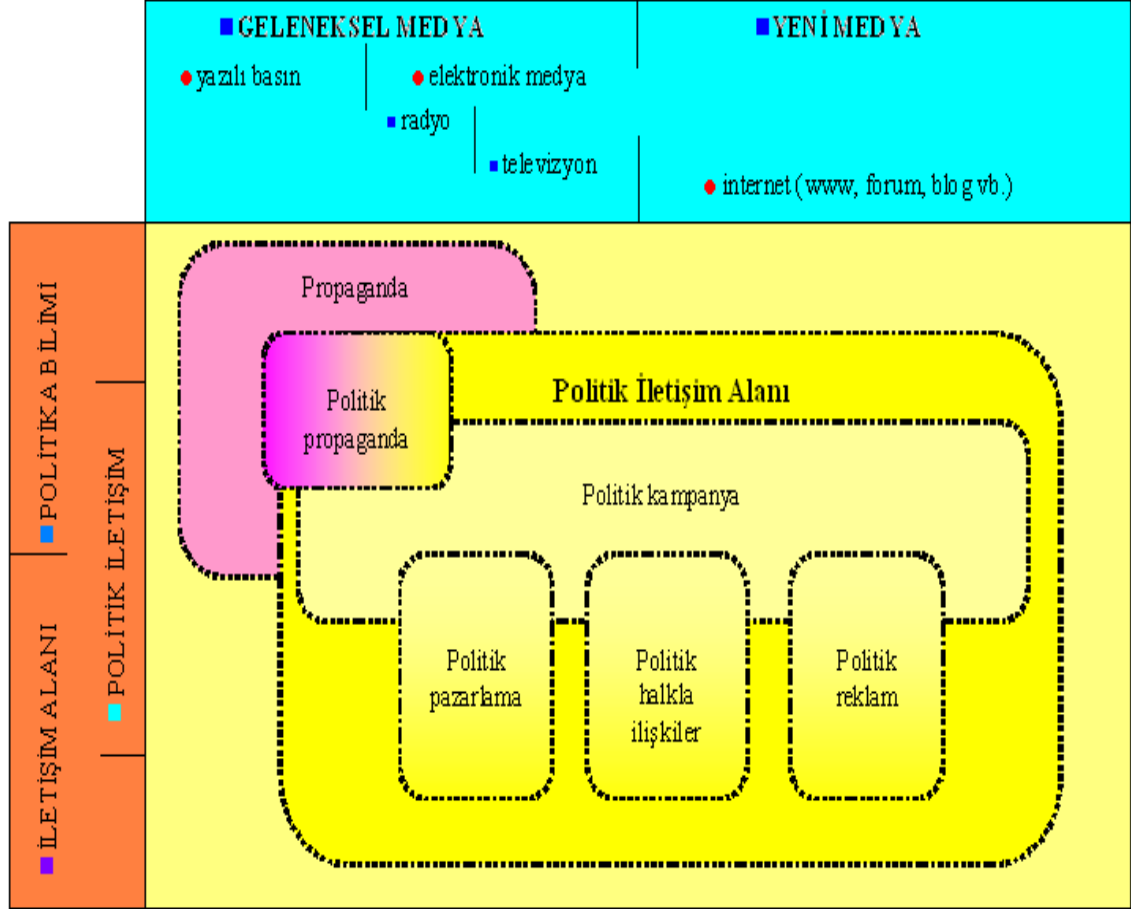 GELENEKSEL MEDYA
YENİ MEDYA
yazılı basın
elektronik medya
radyo
televizyon
internet (www, forum, blog vb.)
POLİTİKA BİLİMİ
İLETİŞİM ALANI
POLİTİK İLETİŞİM
Propaganda
Politik
propaganda
Politik İletişim Alanı
Politik kampanya
Politik
pazarlama
Politik
halkla
ilişkiler
Politik
reklam